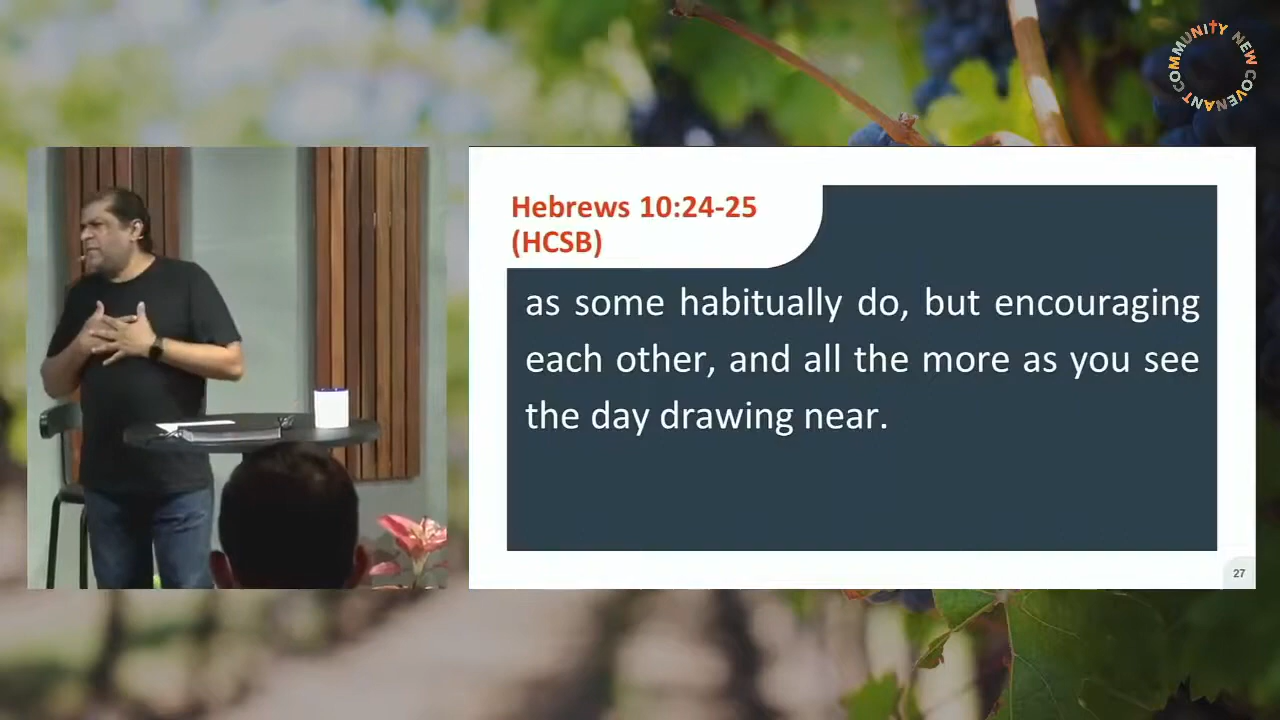 COMMUNITY NEW COVENANT
Hebrews 10:24-25
(HCSB)
as some habitually do, but encouraging
each other, and all the more as you see
the day drawing near.
27